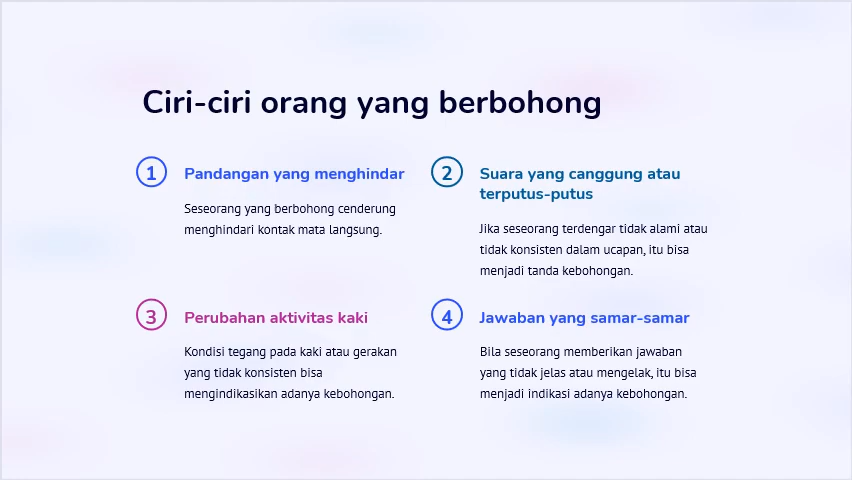 Ciri-ciri orang yang berbohong
1
Pandangan yang menghindar
Seseorang yang berbohong cenderung
menghindari kontak mata langsung.
2
Suara yang canggung atau
terputus-putus
Jika seseorang terdengar tidak alami atau
tidak konsisten dalam ucapan, itu bisa
menjadi tanda kebohongan.
3
Perubahan aktivitas kaki
Kondisi tegang pada kaki atau gerakan
yang tidak konsisten bisa
mengindikasikan adanya kebohongan.
4
Jawaban yang samar-samar
Bila seseorang memberikan jawaban
yang tidak jelas atau mengelak, itu bisa
menjadi indikasi adanya kebohongan.